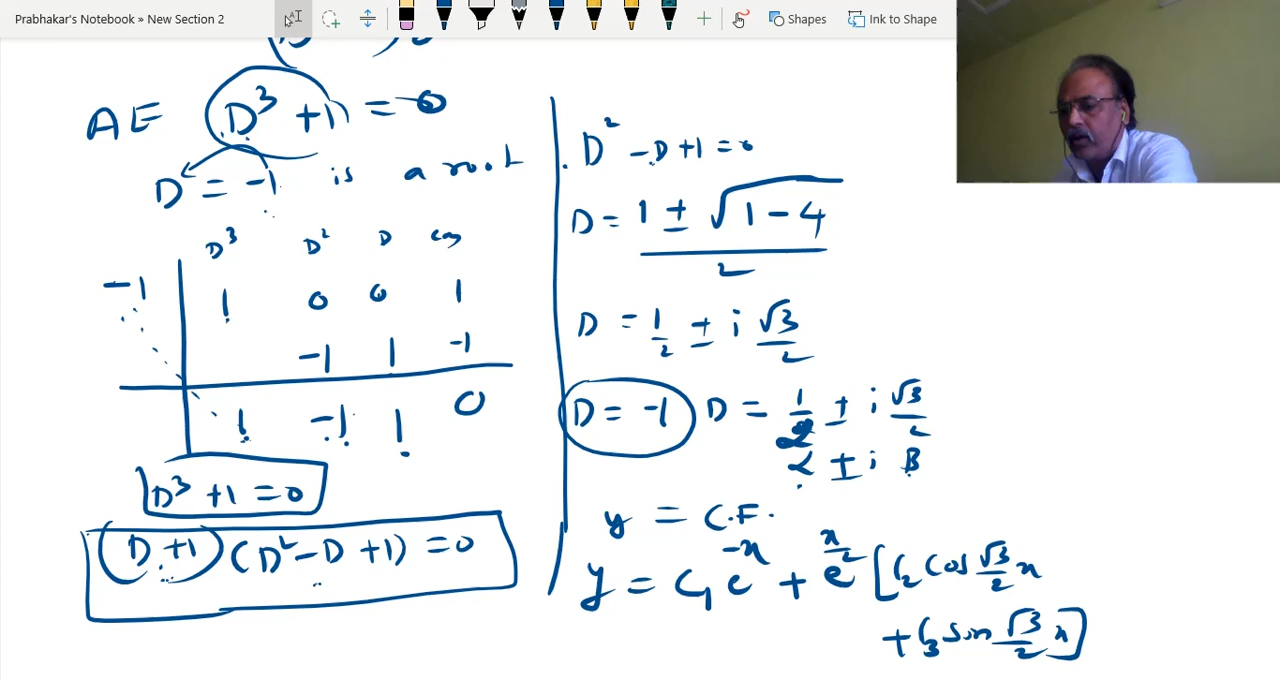 Prabhakar's Notebook » New Section 2
Shapes
Ink to Shape
AE D³ +1) = 0
D = -1 is a root
D³ D² D
-1 1 0 0 1
-1 1 -1
1 -1 1 0
D³ +1 = 0
(D +1) (D² - D +1) = 0
D² - D +1 = 0
D = 1 ± √1 - 4 / 2
D = 1/2 ± i √3/2
D = -1 D = 1/2 ± i √3/2
α ± i β
y = C.F.
y = C₁ e^-x + e^x/2 [C₂ cos √3/2 x
+ C₃ sin √3/2 x]